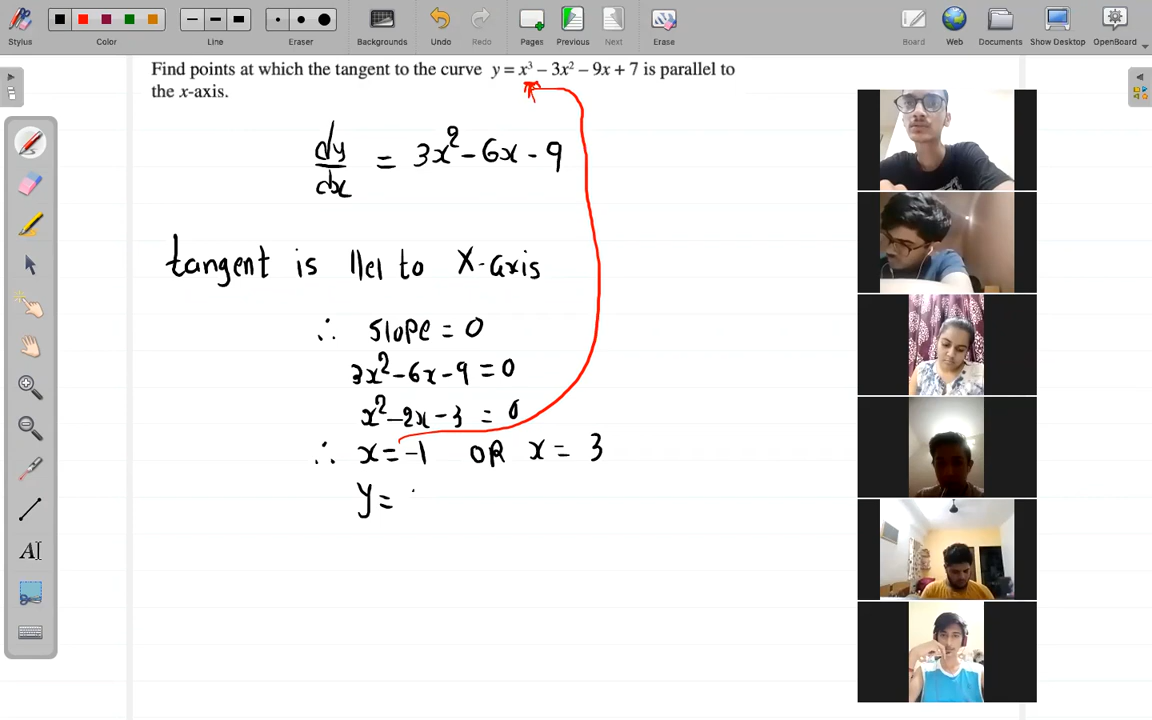 Stylus Color Line Eraser Backgrounds Undo Redo Pages Previous Next Erase Board Web Documents Show Desktop OpenBoard
Find points at which the tangent to the curve y = x³ – 3x² – 9x + 7 is parallel to
the x-axis.
dy/dx = 3x² - 6x - 9
tangent is llel to X-axis
∴ slope = 0
3x² - 6x - 9 = 0
x² - 2x - 3 = 0
∴ x = -1 OR x = 3
y =
A